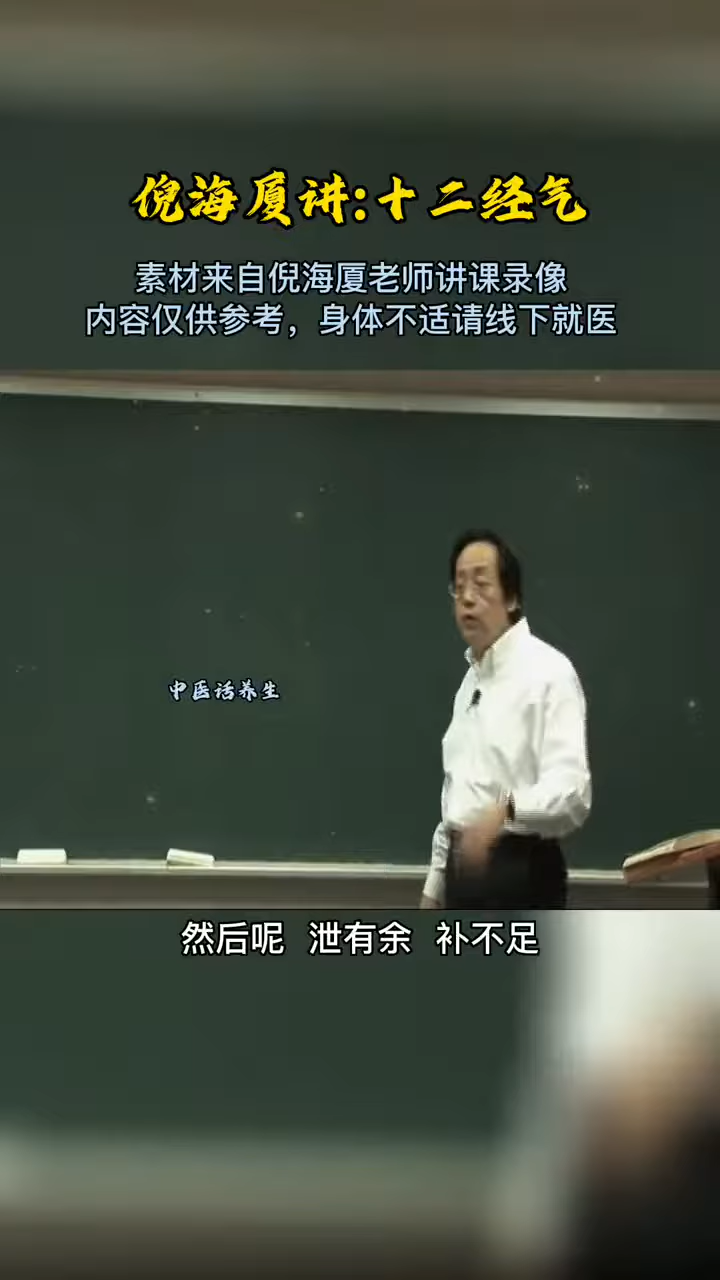 倪海厦讲:十二经气
素材来自倪海厦老师讲课录像
内容仅供参考，身体不适请线下就医
中医话养生
然后呢 泄有余 补不足